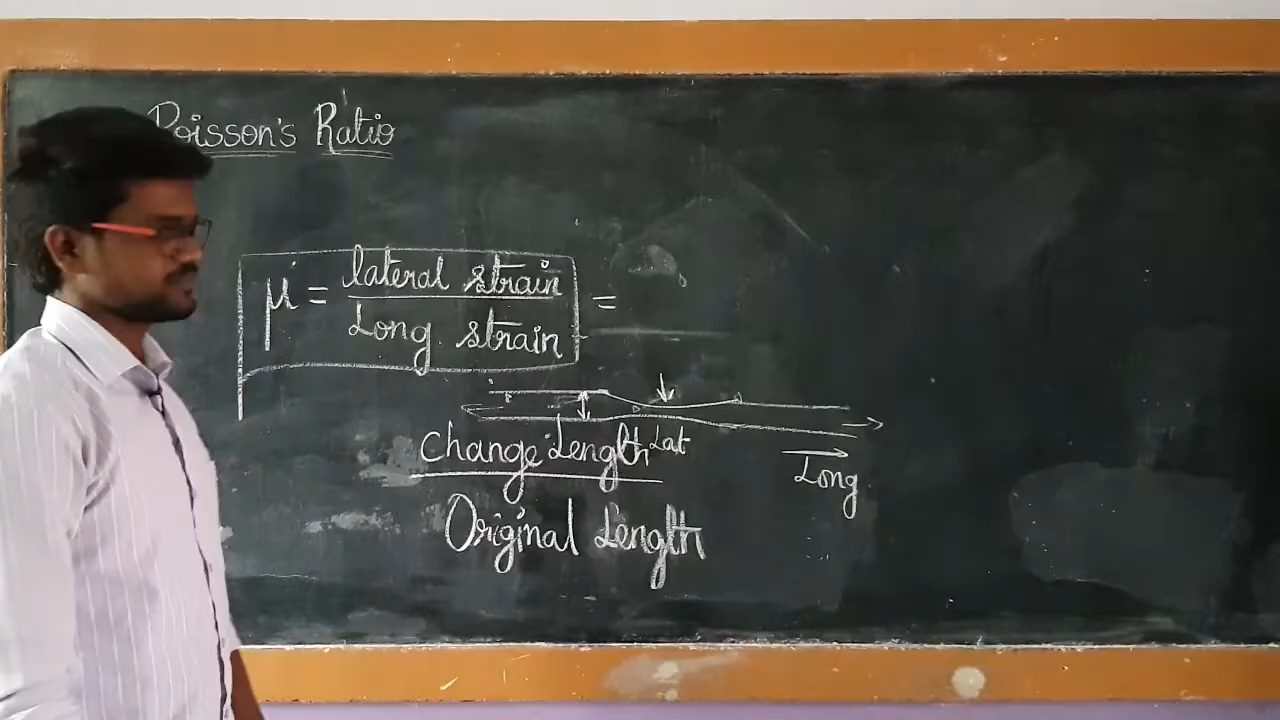 Poisson's Ratio
μ = lateral strain / Long. strain =
Lat
Change Length
Long
Original Length